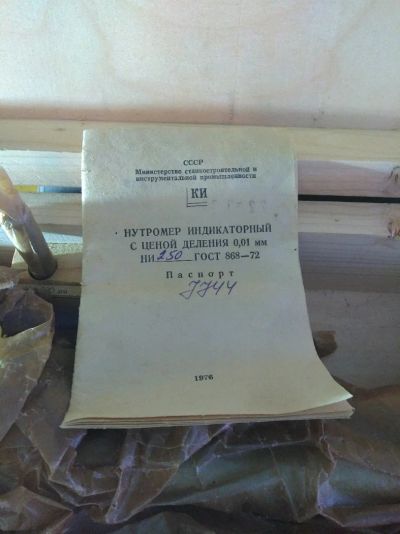 СССР
Министерство станкостроительной и
инструментальной промышленности
КИ
НУТРОМЕР ИНДИКАТОРНЫЙ
С ЦЕНОЙ ДЕЛЕНИЯ 0,01 мм
НИ 250 ГОСТ 868—72
Паспорт
1976